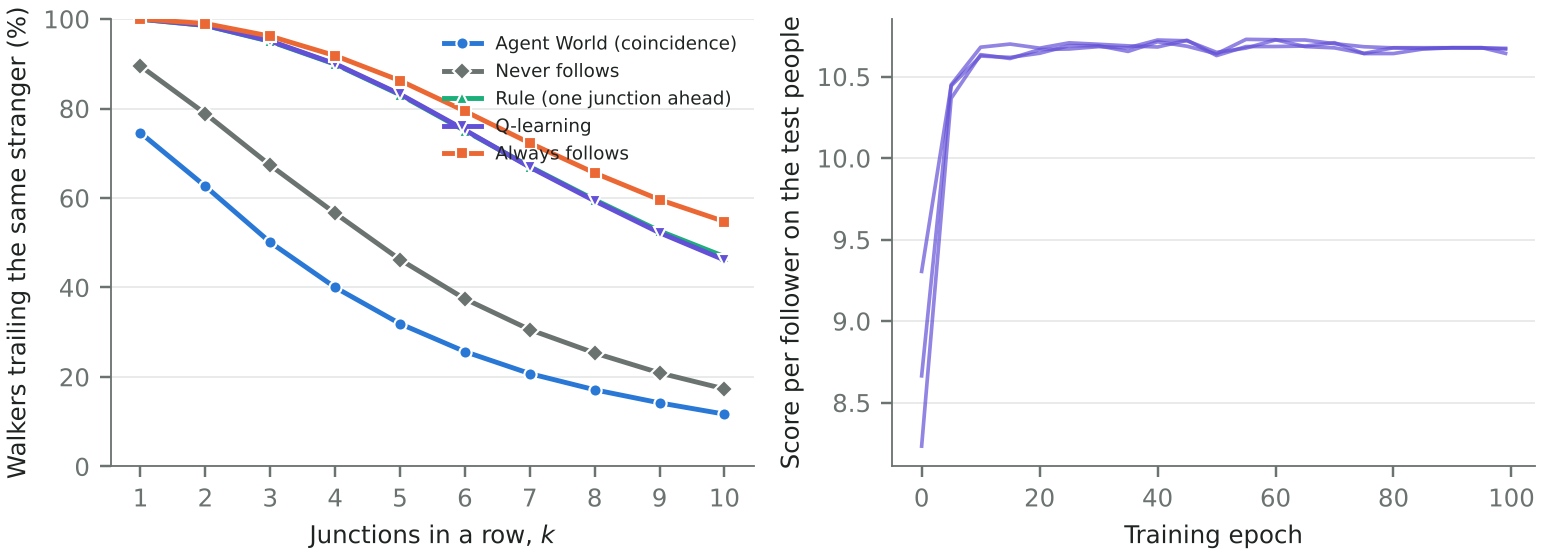 Walkers trailing the same stranger (%)
100
80
60
40
20
0
1 2 3 4 5 6 7 8 9 10
Junctions in a row, k
Agent World (coincidence)
Never follows
Rule (one junction ahead)
Q-learning
Always follows
Score per follower on the test people
10.5
10.0
9.5
9.0
8.5
0 20 40 60 80 100
Training epoch